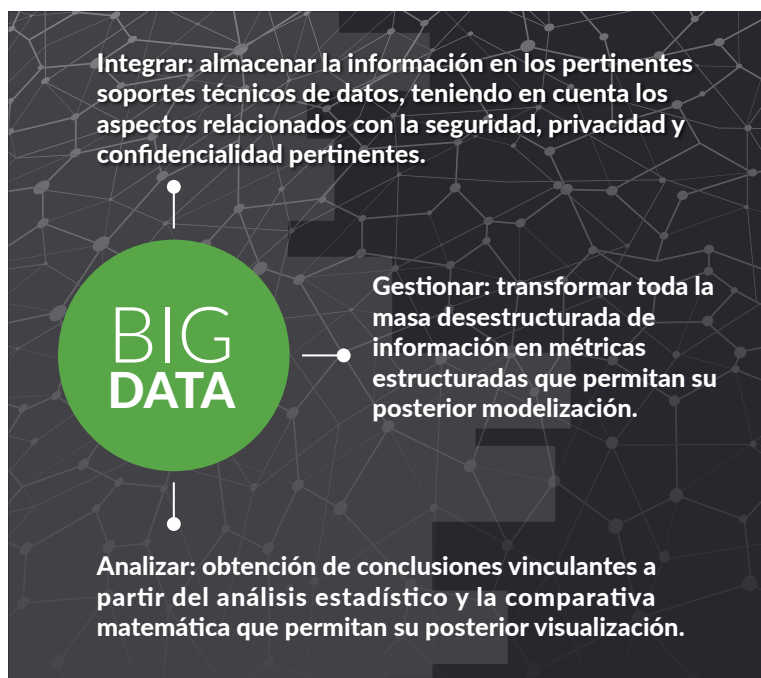 Integrar: almacenar la información en los pertinentes
soportes técnicos de datos, teniendo en cuenta los
aspectos relacionados con la seguridad, privacidad y
confidencialidad pertinentes.
BIG
DATA
Gestionar: transformar toda la
masa desestructurada de
información en métricas
estructuradas que permitan su
posterior modelización.
Analizar: obtención de conclusiones vinculantes a
partir del análisis estadístico y la comparativa
matemática que permitan su posterior visualización.